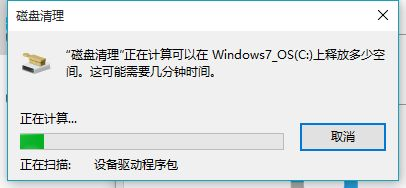 磁盘清理
“磁盘清理”正在计算可以在 Windows7_OS(C:)上释放多少空
间。这可能需要几分钟时间。
正在计算...
取消
正在扫描: 设备驱动程序包